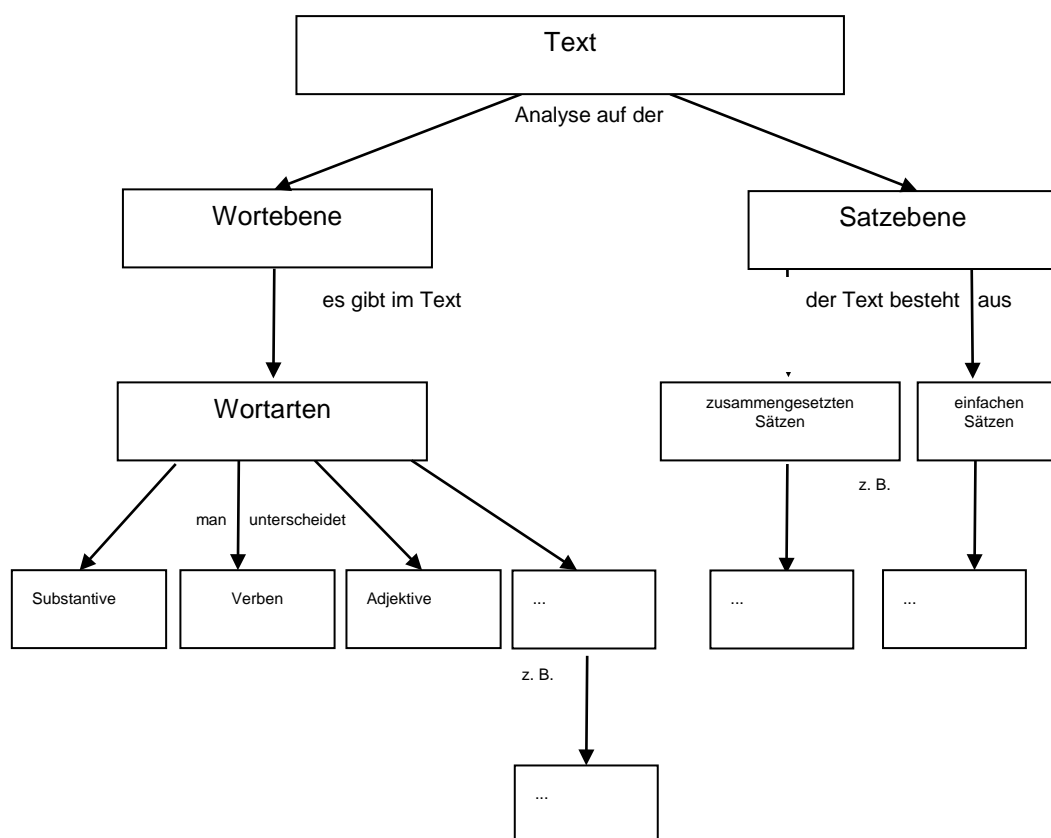 Text
Analyse auf der
Wortebene
Satzebene
es gibt im Text
der Text besteht aus
Wortarten
zusammengesetzten
Sätzen
einfachen
Sätzen
z. B.
man unterscheidet
Substantive
Verben
Adjektive
...
...
...
z. B.
...